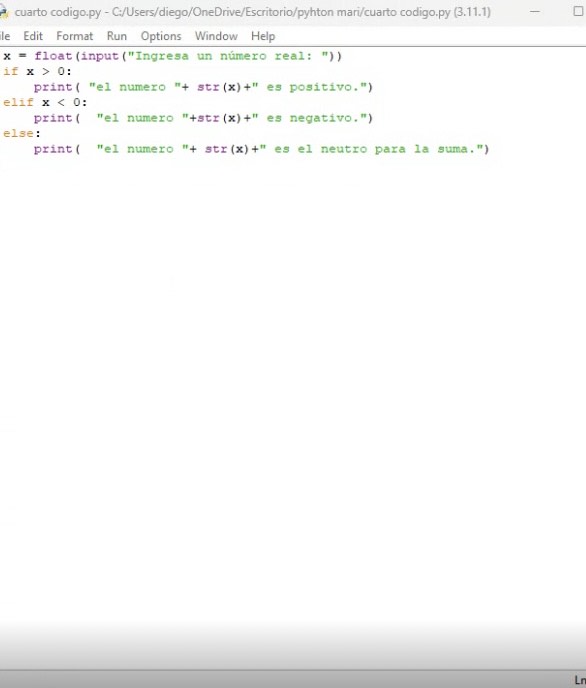 cuarto codigo.py - C:/Users/diego/OneDrive/Escritorio/pyhton mari/cuarto codigo.py (3.11.1)
ile Edit Format Run Options Window Help
x = float(input("Ingresa un número real: "))
if x > 0:
    print( "el numero "+ str(x)+" es positivo.")
elif x < 0:
    print(  "el numero "+str(x)+" es negativo.")
else:
    print(  "el numero "+ str(x)+" es el neutro para la suma.")
Ln